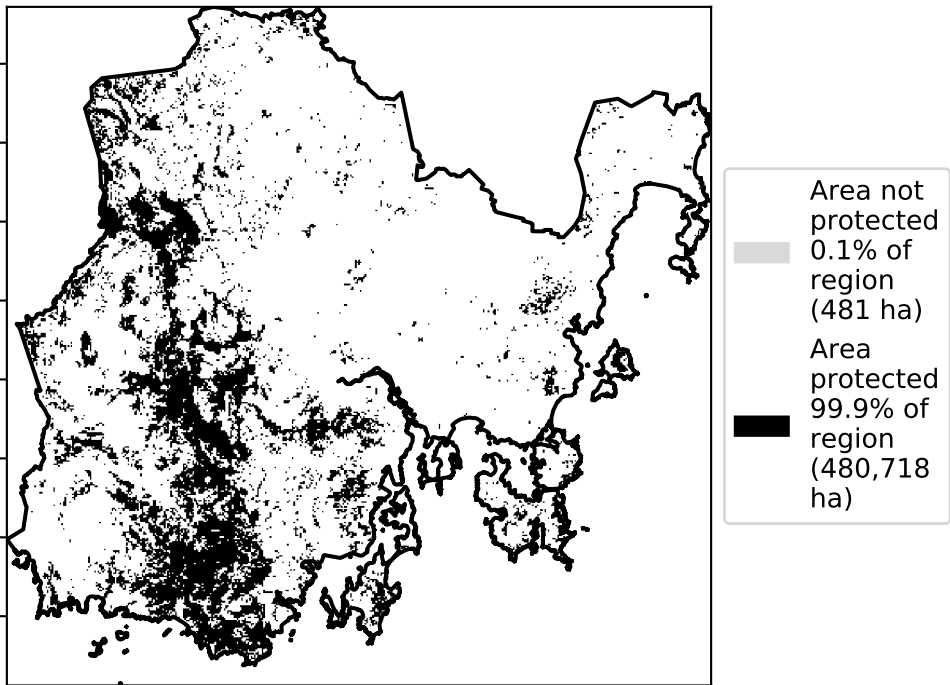 Area not
protected
0.1% of
region
(481 ha)
Area
protected
99.9% of
region
(480,718
ha)